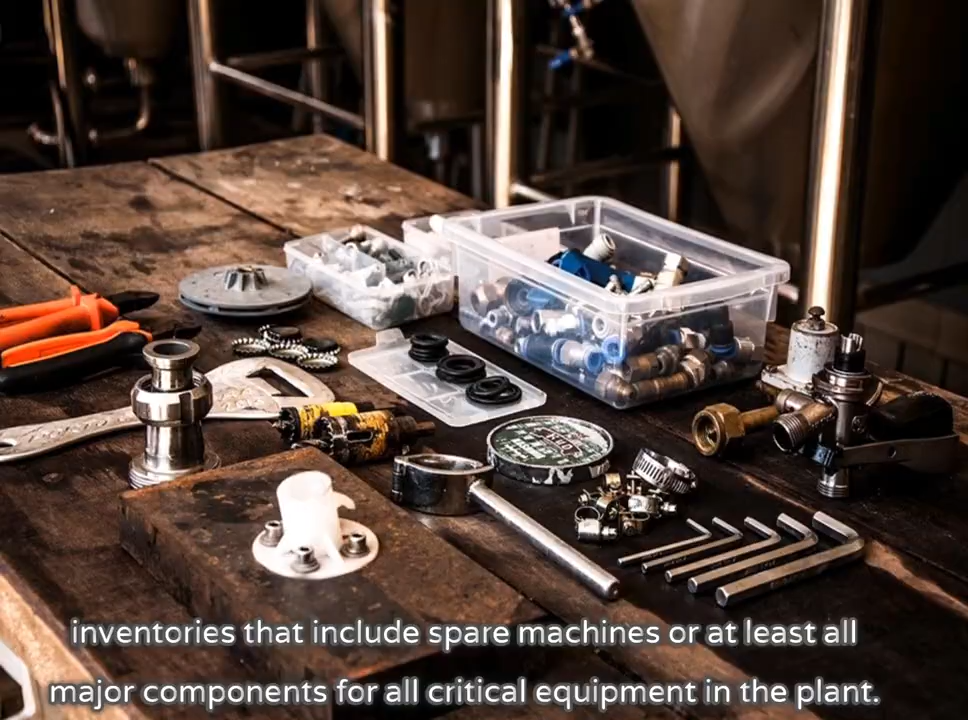 inventories that include spare machines or at least all
major components for all critical equipment in the plant.